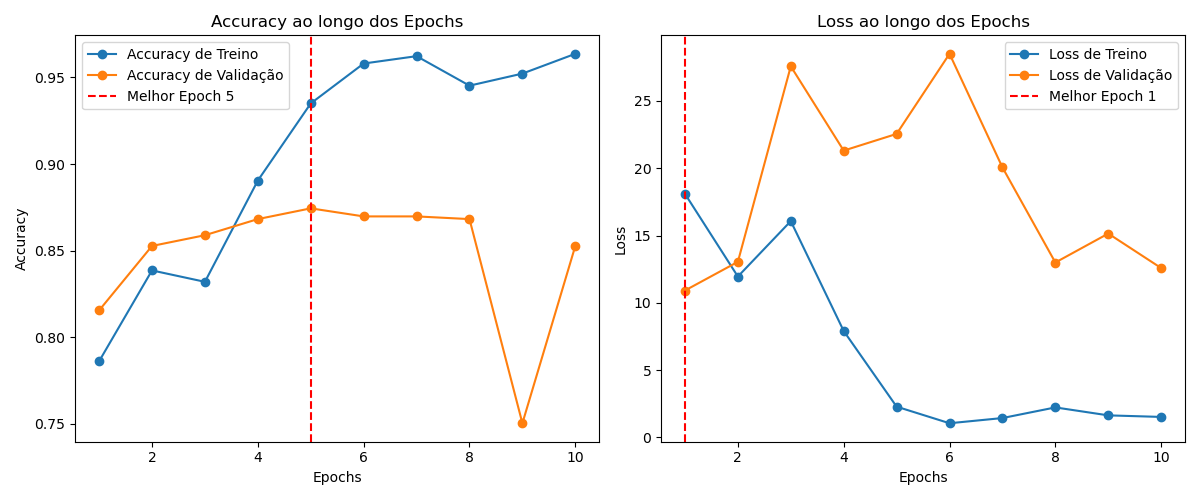 Accuracy ao longo dos Epochs
Accuracy de Treino
Accuracy de Validação
Melhor Epoch 5
0.95
0.90
0.85
0.80
0.75
Accuracy
2 4 6 8 10
Epochs
Loss ao longo dos Epochs
Loss de Treino
Loss de Validação
Melhor Epoch 1
25
20
15
10
5
0
Loss
2 4 6 8 10
Epochs